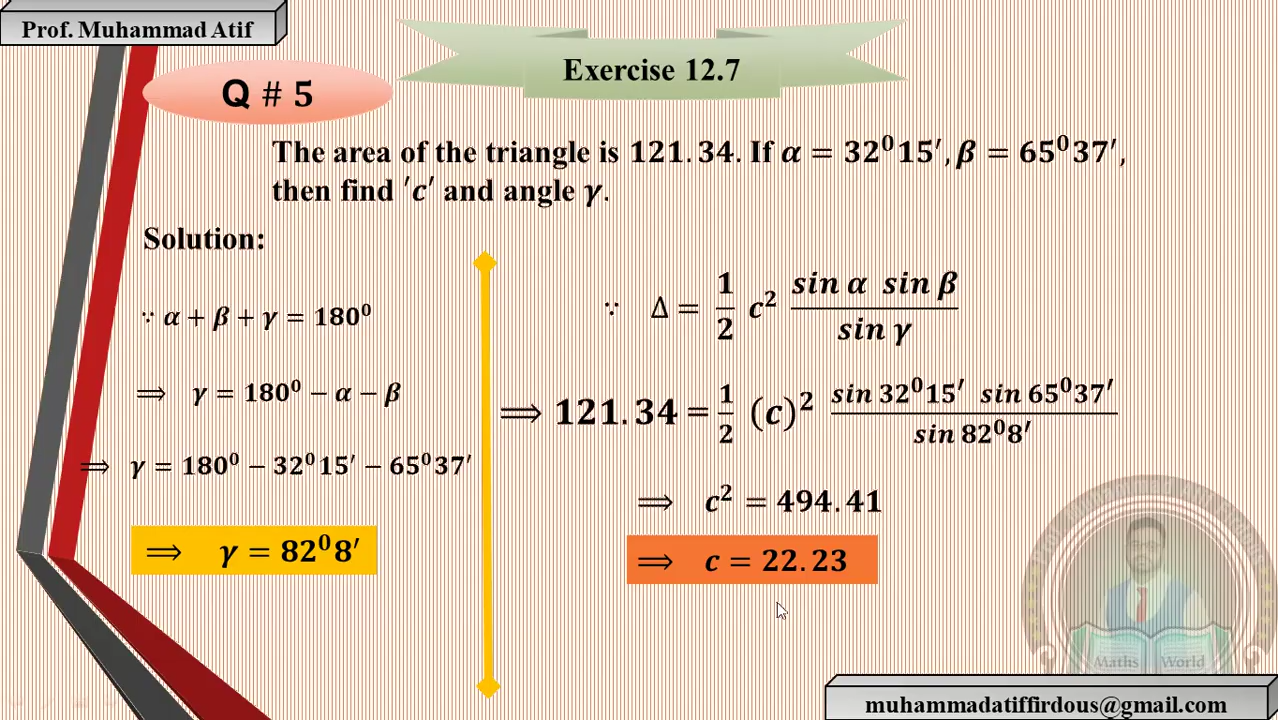 Prof. Muhammad Atif
Exercise 12.7
Q # 5
The area of the triangle is 121.34. If α = 32⁰15′, β = 65⁰37′,
then find ′c′ and angle γ.
Solution:
∵ α + β + γ = 180⁰
⟹ γ = 180⁰ − α − β
⟹ γ = 180⁰ − 32⁰15′ − 65⁰37′
⟹ γ = 82⁰8′
∵ Δ = 1/2 c² (sin α sin β)/(sin γ)
⟹ 121.34 = 1/2 (c)² (sin 32⁰15′ sin 65⁰37′)/(sin 82⁰8′)
⟹ c² = 494.41
⟹ c = 22.23
Maths World
muhammadatiffirdous@gmail.com